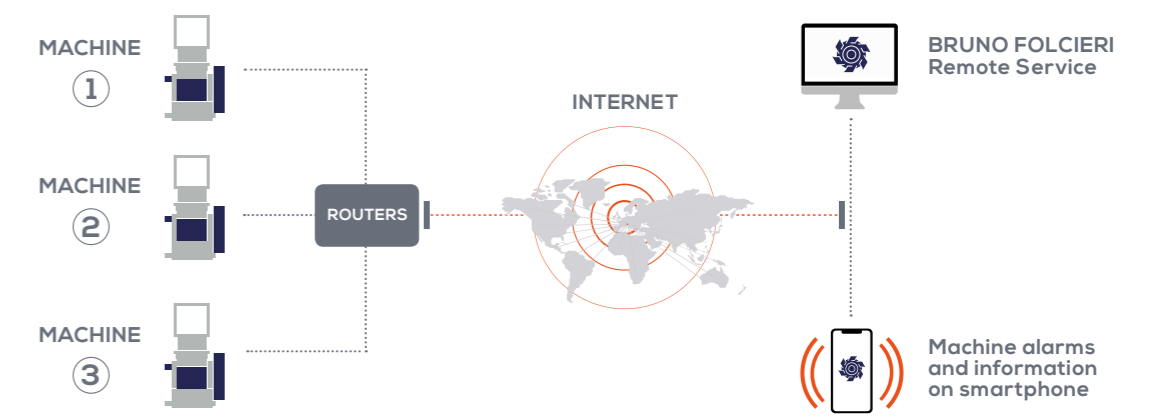 MACHINE
1
MACHINE
2
MACHINE
3
ROUTERS
INTERNET
BRUNO FOLCIERI
Remote Service
Machine alarms
and information
on smartphone